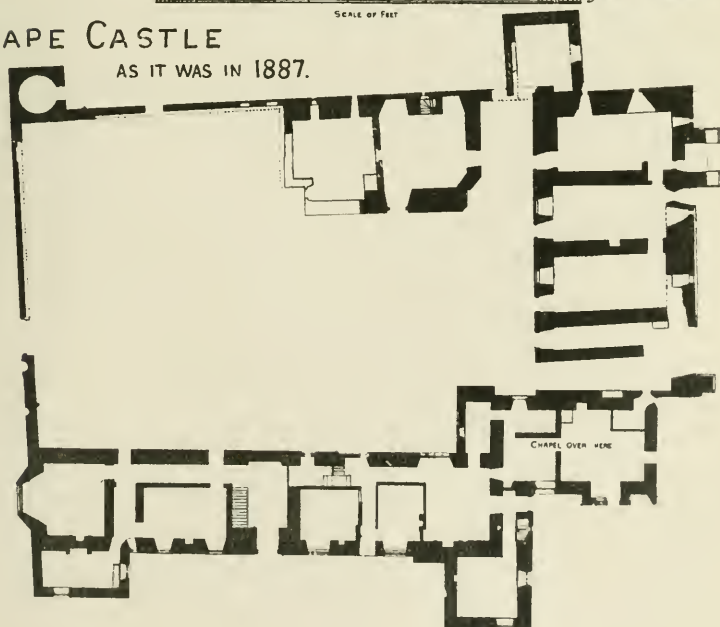 SCALE OF FEET
APE CASTLE
AS IT WAS IN 1887.
CHAPEL OVER HERE